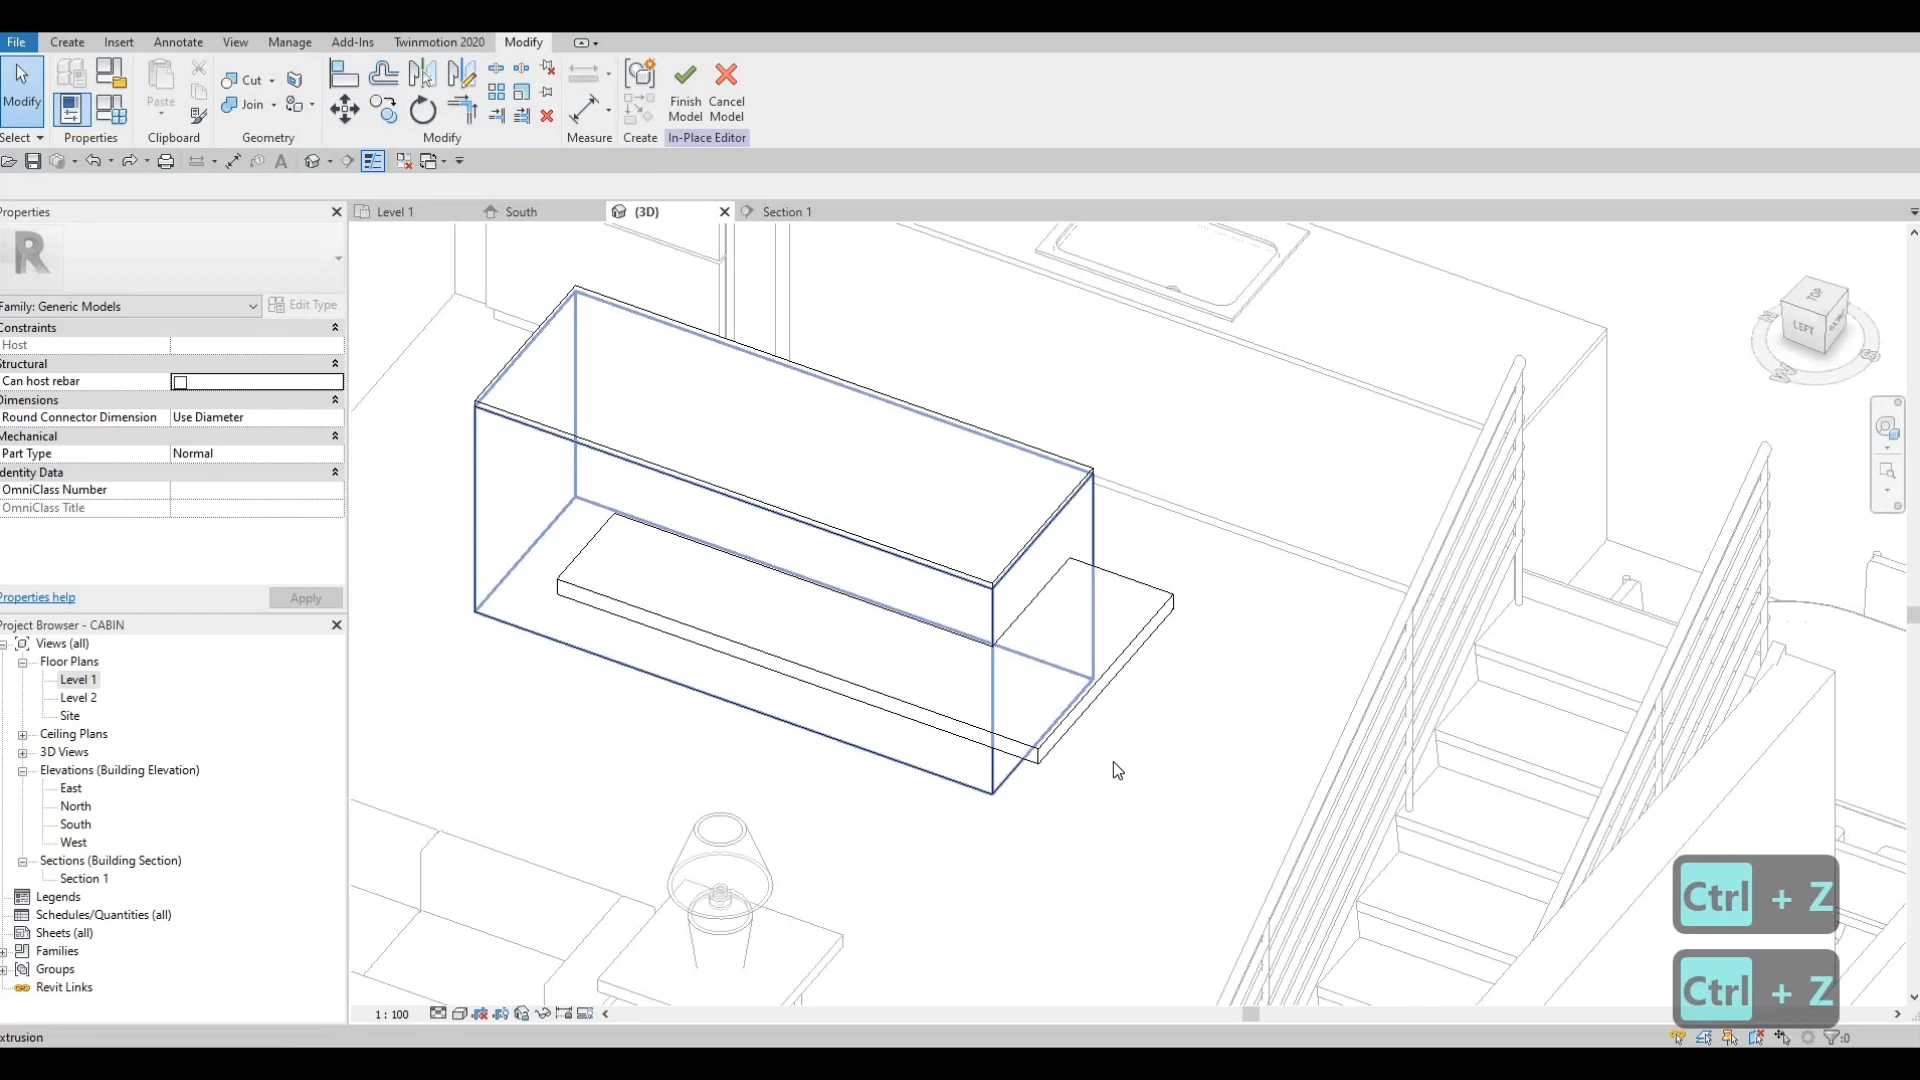 File Create Insert Annotate View Manage Add-Ins Twinmotion 2020 Modify
Modify Paste Cut Join Finish Model Cancel Model
Select Properties Clipboard Geometry Modify Measure Create In-Place Editor
Properties
Level 1 South (3D) Section 1
R
Family: Generic Models Edit Type
Constraints
Host
Structural
Can host rebar
Dimensions
Round Connector Dimension Use Diameter
Mechanical
Part Type Normal
Identity Data
OmniClass Number
OmniClass Title
Properties help Apply
Project Browser - CABIN
Views (all)
Floor Plans
Level 1
Level 2
Site
Ceiling Plans
3D Views
Elevations (Building Elevation)
East
North
South
West
Sections (Building Section)
Section 1
Legends
Schedules/Quantities (all)
Sheets (all)
Families
Groups
Revit Links
TOP
LEFT
Ctrl + Z
Ctrl + Z
1 : 100
xtrusion
:0